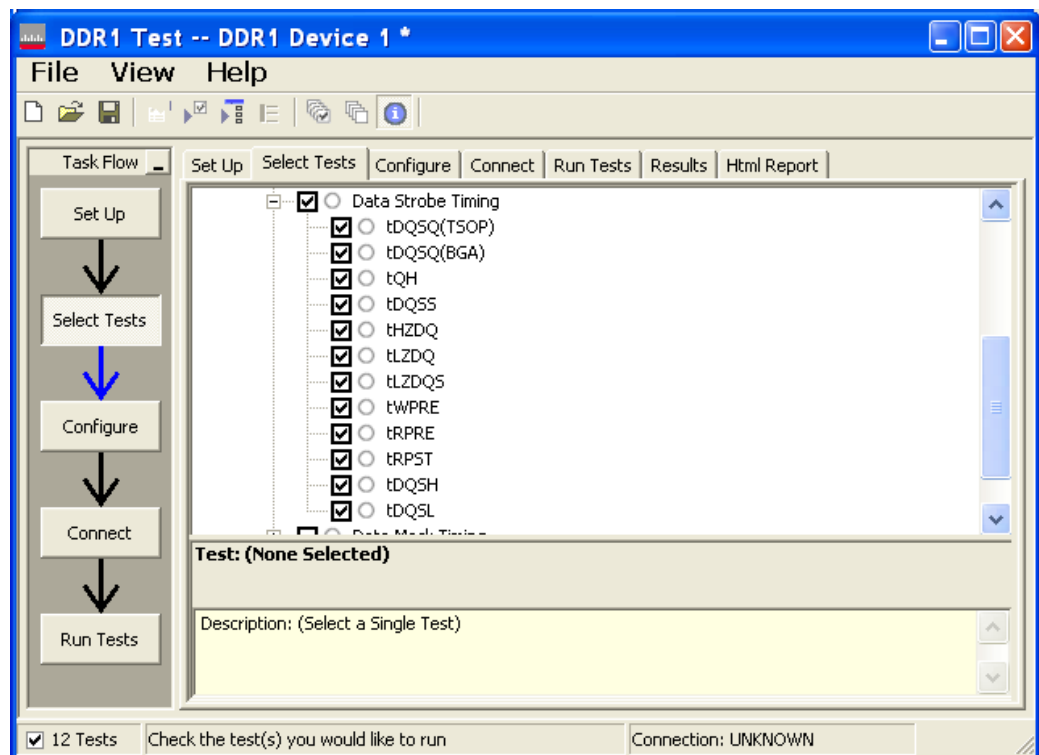 DDR1 Test -- DDR1 Device 1 *
File View Help
Task Flow
Set Up Select Tests Configure Connect Run Tests Results Html Report
Set Up
Select Tests
Configure
Connect
Run Tests
Data Strobe Timing
tDQSQ(TSOP)
tDQSQ(BGA)
tQH
tDQSS
tHZDQ
tLZDQ
tLZDQS
tWPRE
tRPRE
tRPST
tDQSH
tDQSL
Data Mask Timing
Test: (None Selected)
Description: (Select a Single Test)
12 Tests Check the test(s) you would like to run Connection: UNKNOWN